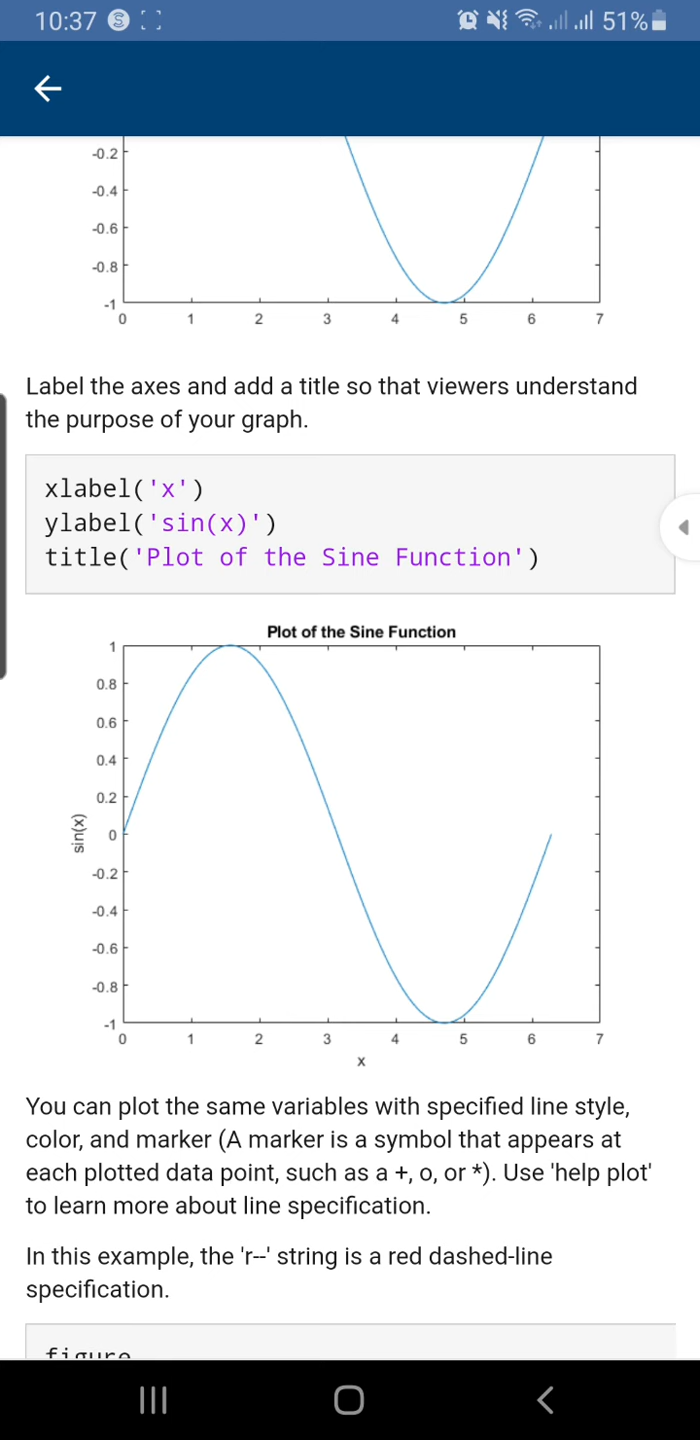 10:37 S 51%
-0.2
-0.4
-0.6
-0.8
-1
0 1 2 3 4 5 6 7
Label the axes and add a title so that viewers understand
the purpose of your graph.
xlabel('x')
ylabel('sin(x)')
title('Plot of the Sine Function')
Plot of the Sine Function
1
0.8
0.6
0.4
0.2
sin(x)
0
-0.2
-0.4
-0.6
-0.8
-1
0 1 2 3 4 5 6 7
x
You can plot the same variables with specified line style,
color, and marker (A marker is a symbol that appears at
each plotted data point, such as a +, o, or *). Use 'help plot'
to learn more about line specification.
In this example, the 'r--' string is a red dashed-line
specification.
figure